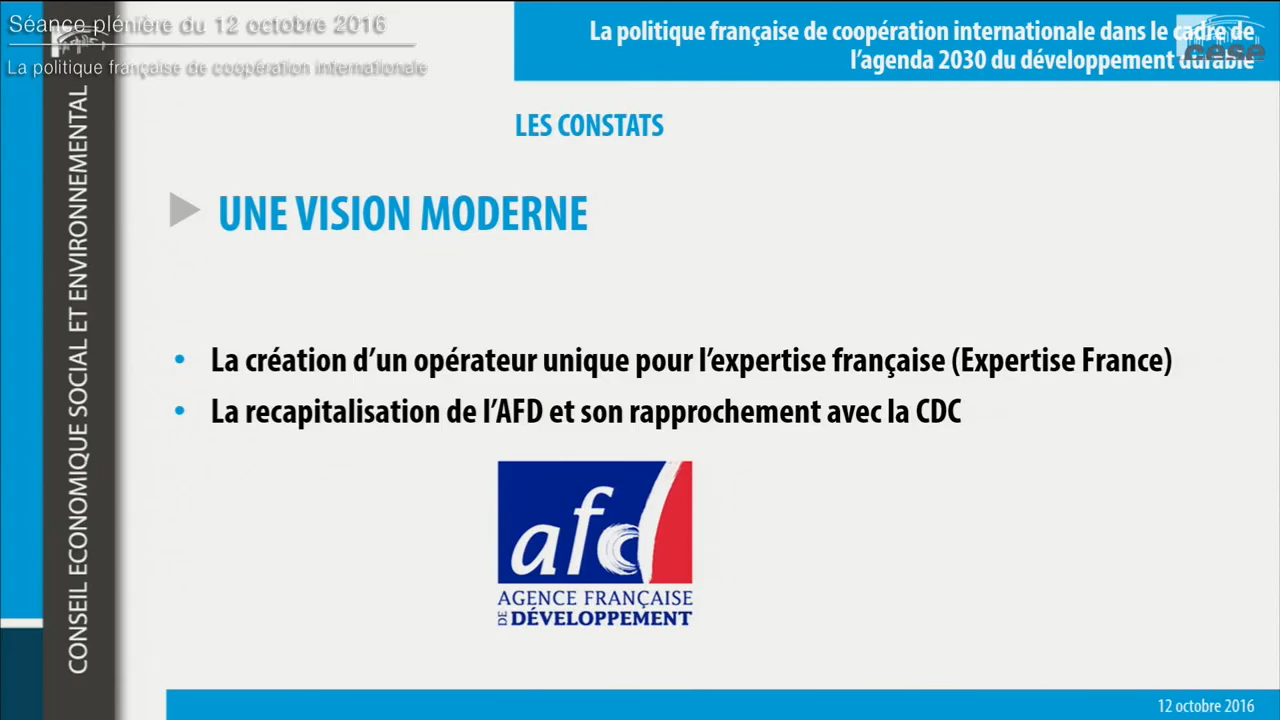 Séance plénière du 12 octobre 2016
La politique française de coopération internationale
La politique française de coopération internationale dans le cadre de
l'agenda 2030 du développement durable
cese
CONSEIL ECONOMIQUE SOCIAL ET ENVIRONNEMENTAL
LES CONSTATS
UNE VISION MODERNE
• La création d'un opérateur unique pour l'expertise française (Expertise France)
• La recapitalisation de l'AFD et son rapprochement avec la CDC
afd
AGENCE FRANÇAISE
DE DÉVELOPPEMENT
12 octobre 2016